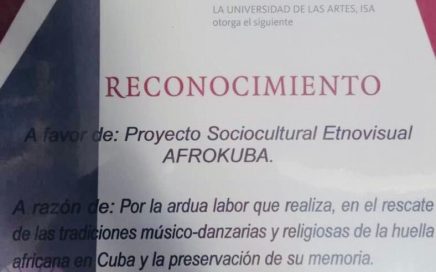 LA UNIVERSIDAD DE LAS ARTES, ISA
otorga el siguiente
RECONOCIMIENTO
A favor de: Proyecto Sociocultural Etnovisual
AFROKUBA.
A razón de: Por la ardua labor que realiza, en el rescate
de las tradiciones músico-danzarias y religiosas de la huella
africana en Cuba y la preservación de su memoria.